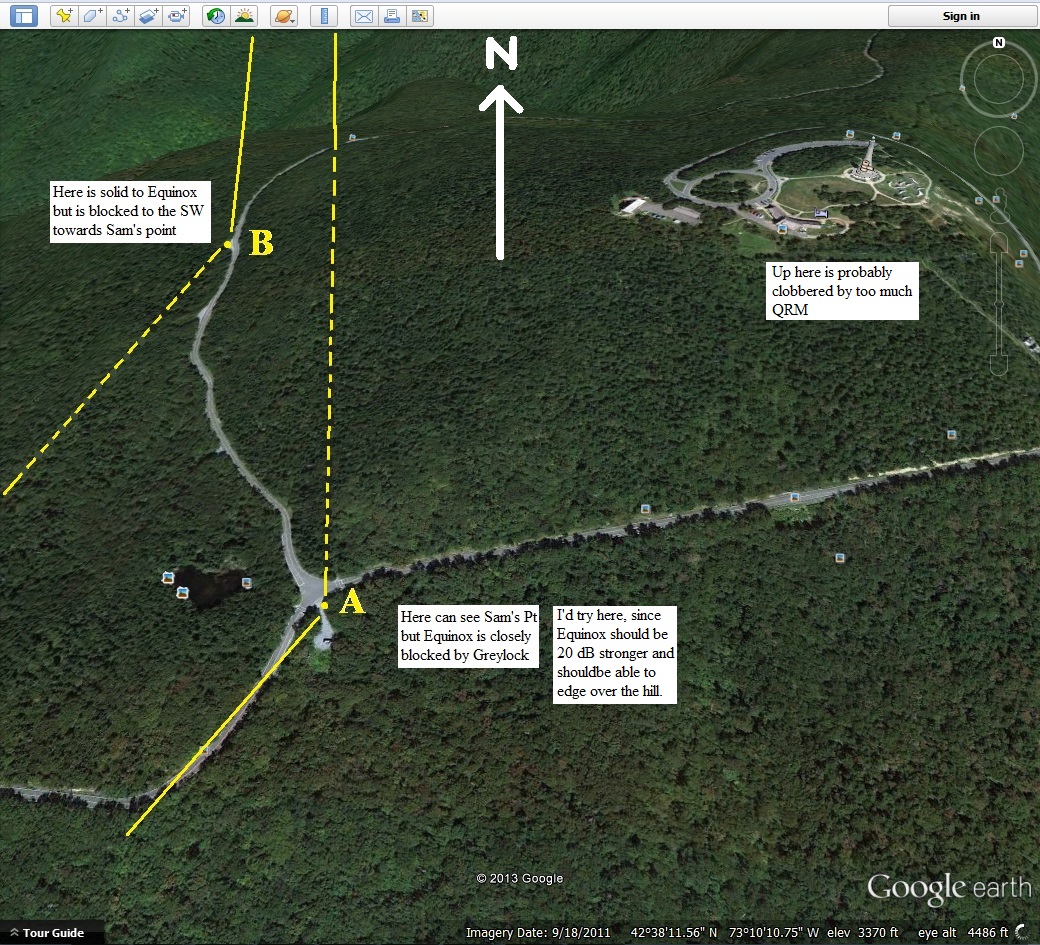 Sign in
N
N
Here is solid to Equinox
but is blocked to the SW
towards Sam's point
B
Up here is probably
clobbered by too much
QRM
A
Here can see Sam's Pt
but Equinox is closely
blocked by Greylock
I'd try here, since
Equinox should be
20 dB stronger and
shouldbe able to
edge over the hill.
© 2013 Google
Google earth
Tour Guide
Imagery Date: 9/18/2011 42°38'11.56" N 73°10'10.75" W elev 3370 ft eye alt 4486 ft